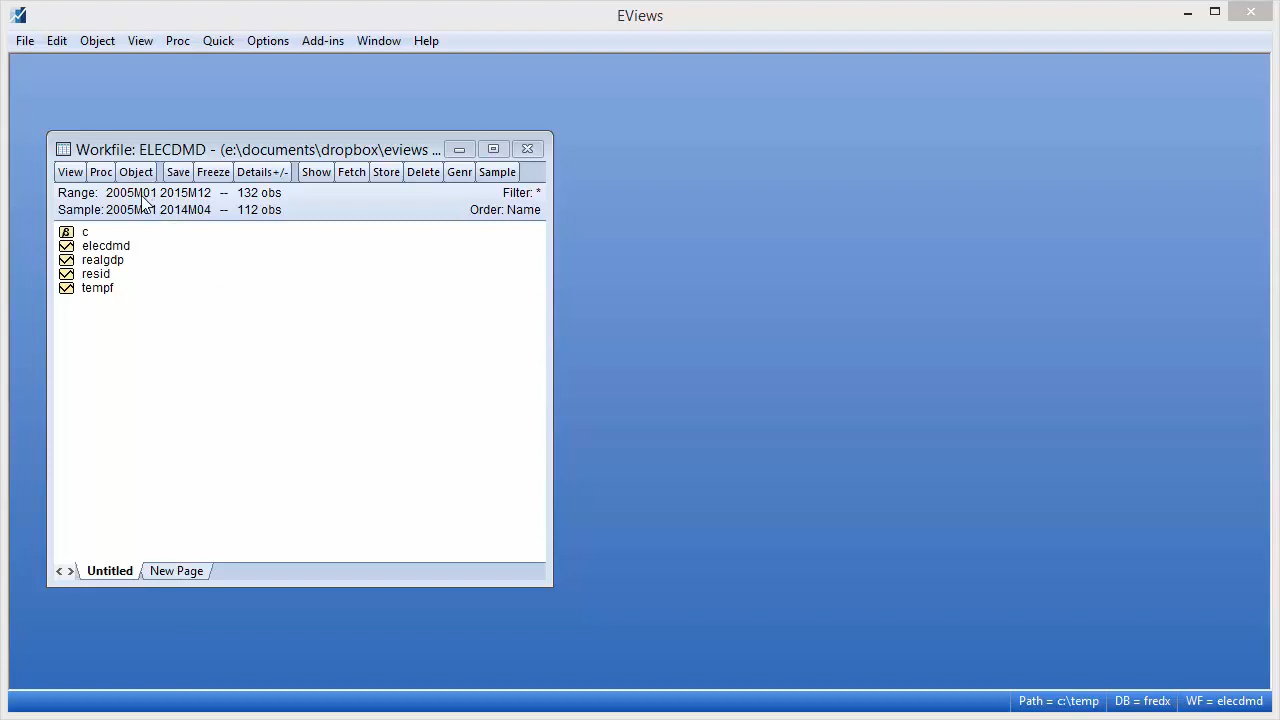 EViews
File Edit Object View Proc Quick Options Add-ins Window Help
Workfile: ELECDMD - (e:\documents\dropbox\eviews ...
View Proc Object Save Freeze Details+/- Show Fetch Store Delete Genr Sample
Range: 2005M01 2015M12 -- 132 obs Filter: *
Sample: 2005M01 2014M04 -- 112 obs Order: Name
β c
elecdmd
realgdp
resid
tempf
< > Untitled New Page
Path = c:\temp DB = fredx WF = elecdmd